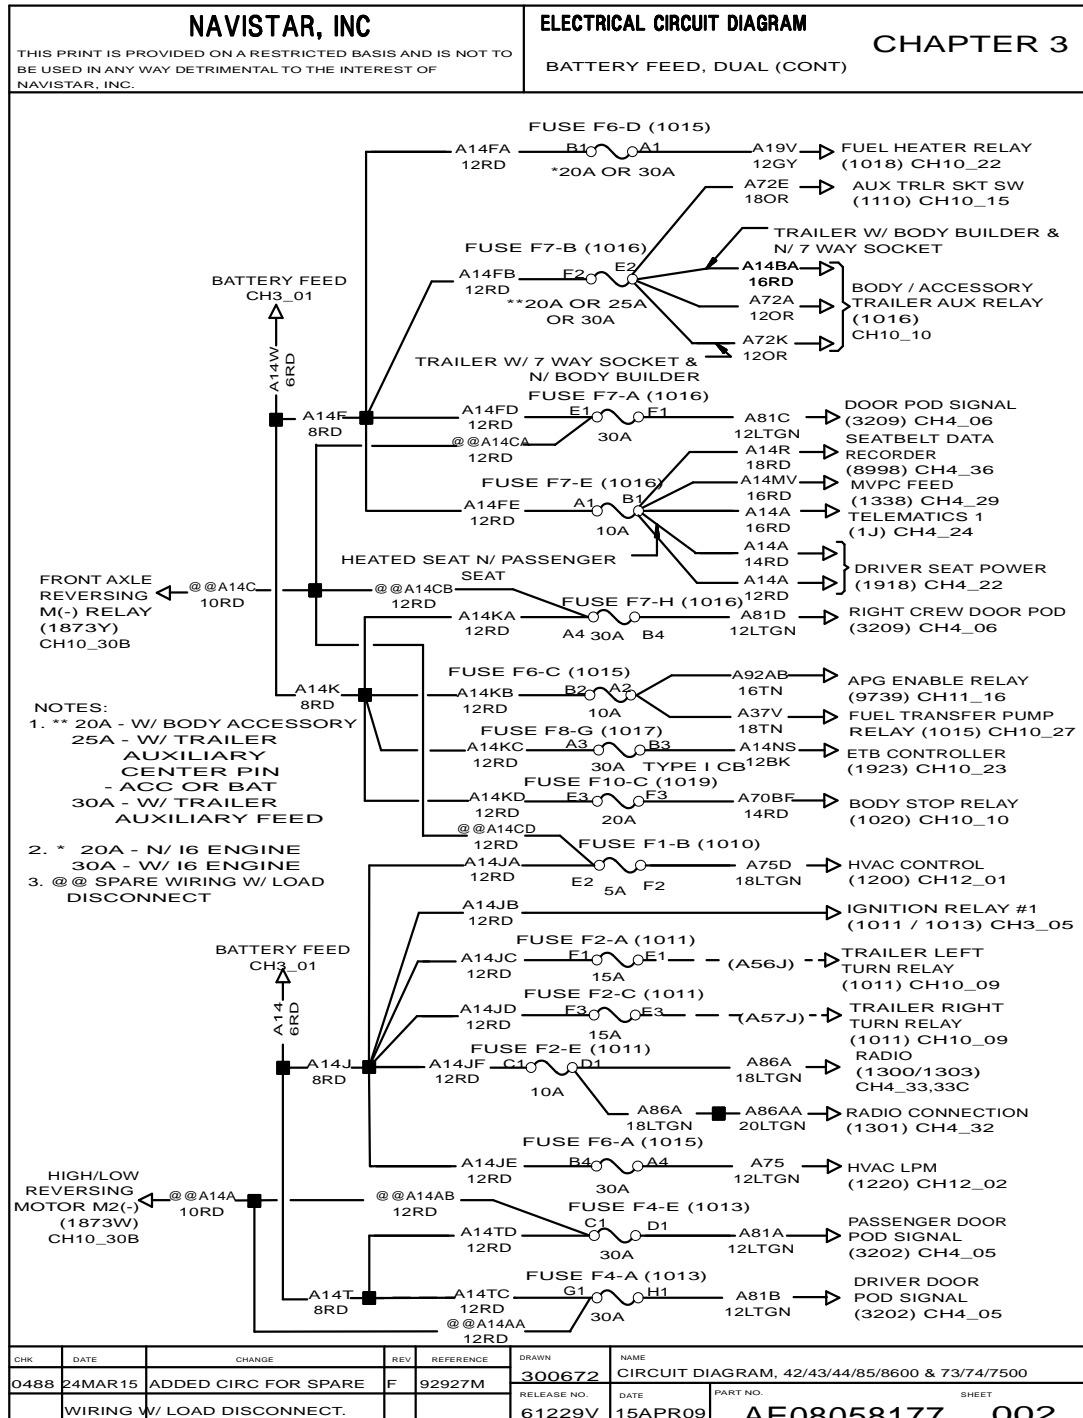 NAVISTAR, INC
THIS PRINT IS PROVIDED ON A RESTRICTED BASIS AND IS NOT TO
BE USED IN ANY WAY DETRIMENTAL TO THE INTEREST OF
NAVISTAR, INC.
ELECTRICAL CIRCUIT DIAGRAM
BATTERY FEED, DUAL (CONT)
CHAPTER 3
FUSE F6-D (1015)
A14FA
12RD
B1 A1
*20A OR 30A
A19V
12GY
FUEL HEATER RELAY
(1018) CH10_22
A72E
18OR
AUX TRLR SKT SW
(1110) CH10_15
TRAILER W/ BODY BUILDER &
N/ 7 WAY SOCKET
FUSE F7-B (1016)
A14FB
12RD
F2 E2
**20A OR 25A
OR 30A
A14BA
16RD
A72A
12OR
A72K
12OR
BODY / ACCESSORY
TRAILER AUX RELAY
(1016)
CH10_10
BATTERY FEED
CH3_01
A14W
6RD
TRAILER W/ 7 WAY SOCKET &
N/ BODY BUILDER
FUSE F7-A (1016)
A14F
8RD
A14FD
12RD
E1 F1
30A
A81C
12LTGN
DOOR POD SIGNAL
(3209) CH4_06
@@A14CA
12RD
A14R
18RD
SEATBELT DATA
RECORDER
(8998) CH4_36
FUSE F7-E (1016)
A14FE
12RD
A1 B1
10A
A14MV
16RD
MVPC FEED
(1338) CH4_29
A14A
16RD
TELEMATICS 1
(1J) CH4_24
HEATED SEAT N/ PASSENGER
SEAT
A14A
14RD
A14A
12RD
DRIVER SEAT POWER
(1918) CH4_22
FRONT AXLE
REVERSING
M(-) RELAY
(1873Y)
CH10_30B
@@A14C
10RD
@@A14CB
12RD
FUSE F7-H (1016)
A14KA
12RD
A4 30A B4
A81D
12LTGN
RIGHT CREW DOOR POD
(3209) CH4_06
FUSE F6-C (1015)
A14K
8RD
A14KB
12RD
B2 A2
10A
A92AB
16TN
APG ENABLE RELAY
(9739) CH11_16
A37V
18TN
FUEL TRANSFER PUMP
RELAY (1015) CH10_27
FUSE F8-G (1017)
A14KC
12RD
A3 B3
30A TYPE I CB
A14NS
12BK
ETB CONTROLLER
(1923) CH10_23
FUSE F10-C (1019)
A14KD
12RD
E3 F3
20A
A70BF
14RD
BODY STOP RELAY
(1020) CH10_10
NOTES:
1. ** 20A - W/ BODY ACCESSORY
25A - W/ TRAILER
AUXILIARY
CENTER PIN
- ACC OR BAT
30A - W/ TRAILER
AUXILIARY FEED
2. * 20A - N/ I6 ENGINE
30A - W/ I6 ENGINE
3. @@ SPARE WIRING W/ LOAD
DISCONNECT
@@A14CD
12RD
FUSE F1-B (1010)
A14JA
12RD
E2 5A F2
A75D
18LTGN
HVAC CONTROL
(1200) CH12_01
A14JB
12RD
IGNITION RELAY #1
(1011 / 1013) CH3_05
BATTERY FEED
CH3_01
A14
6RD
FUSE F2-A (1011)
A14JC
12RD
F1 E1
15A
(A56J)
TRAILER LEFT
TURN RELAY
(1011) CH10_09
FUSE F2-C (1011)
A14JD
12RD
F3 E3
15A
(A57J)
TRAILER RIGHT
TURN RELAY
(1011) CH10_09
FUSE F2-E (1011)
A14J
8RD
A14JF
12RD
C1 D1
10A
A86A
18LTGN
RADIO
(1300/1303)
CH4_33,33C
A86A
18LTGN
A86AA
20LTGN
RADIO CONNECTION
(1301) CH4_32
FUSE F6-A (1015)
A14JE
12RD
B4 A4
30A
A75
12LTGN
HVAC LPM
(1220) CH12_02
HIGH/LOW
REVERSING
MOTOR M2(-)
(1873W)
CH10_30B
@@A14A
10RD
@@A14AB
12RD
FUSE F4-E (1013)
A14TD
12RD
C1 D1
30A
A81A
12LTGN
PASSENGER DOOR
POD SIGNAL
(3202) CH4_05
FUSE F4-A (1013)
A14T
8RD
A14TC
12RD
G1 H1
30A
A81B
12LTGN
DRIVER DOOR
POD SIGNAL
(3202) CH4_05
@@A14AA
12RD
CHK DATE CHANGE REV REFERENCE DRAWN NAME
0488 24MAR15 ADDED CIRC FOR SPARE F 92927M 300672 CIRCUIT DIAGRAM, 42/43/44/85/8600 & 73/74/7500
RELEASE NO. DATE PART NO. SHEET
WIRING W/ LOAD DISCONNECT. 61229V 15APR09 AE08058177 002